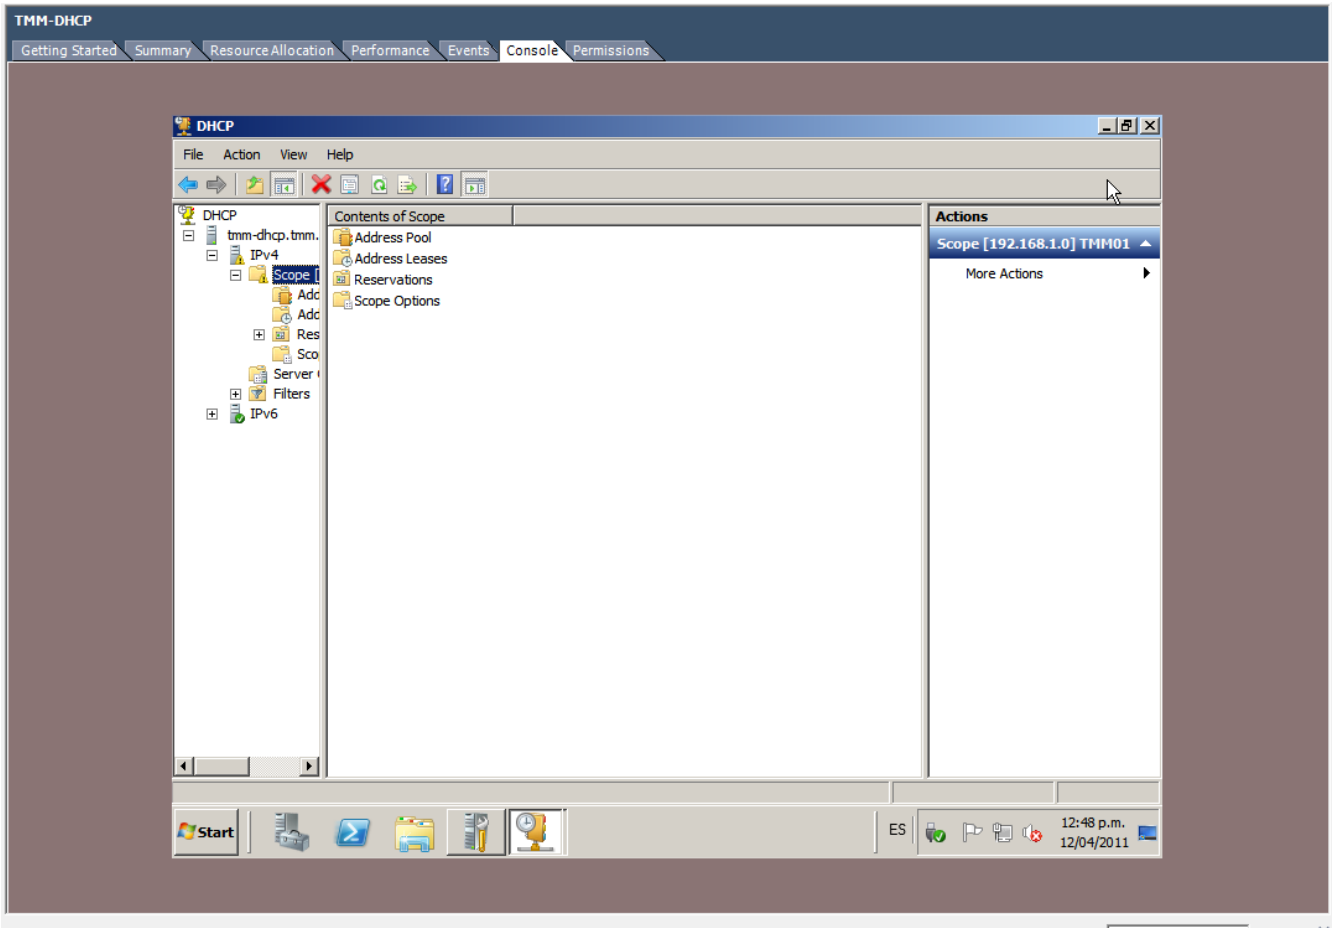 TMM-DHCP
Getting Started Summary Resource Allocation Performance Events Console Permissions
DHCP
File Action View Help
DHCP
tmm-dhcp.tmm.
IPv4
Scope [
Add
Add
Res
Sco
Server
Filters
IPv6
Contents of Scope
Address Pool
Address Leases
Reservations
Scope Options
Actions
Scope [192.168.1.0] TMM01
More Actions
Start
ES
12:48 p.m.
12/04/2011